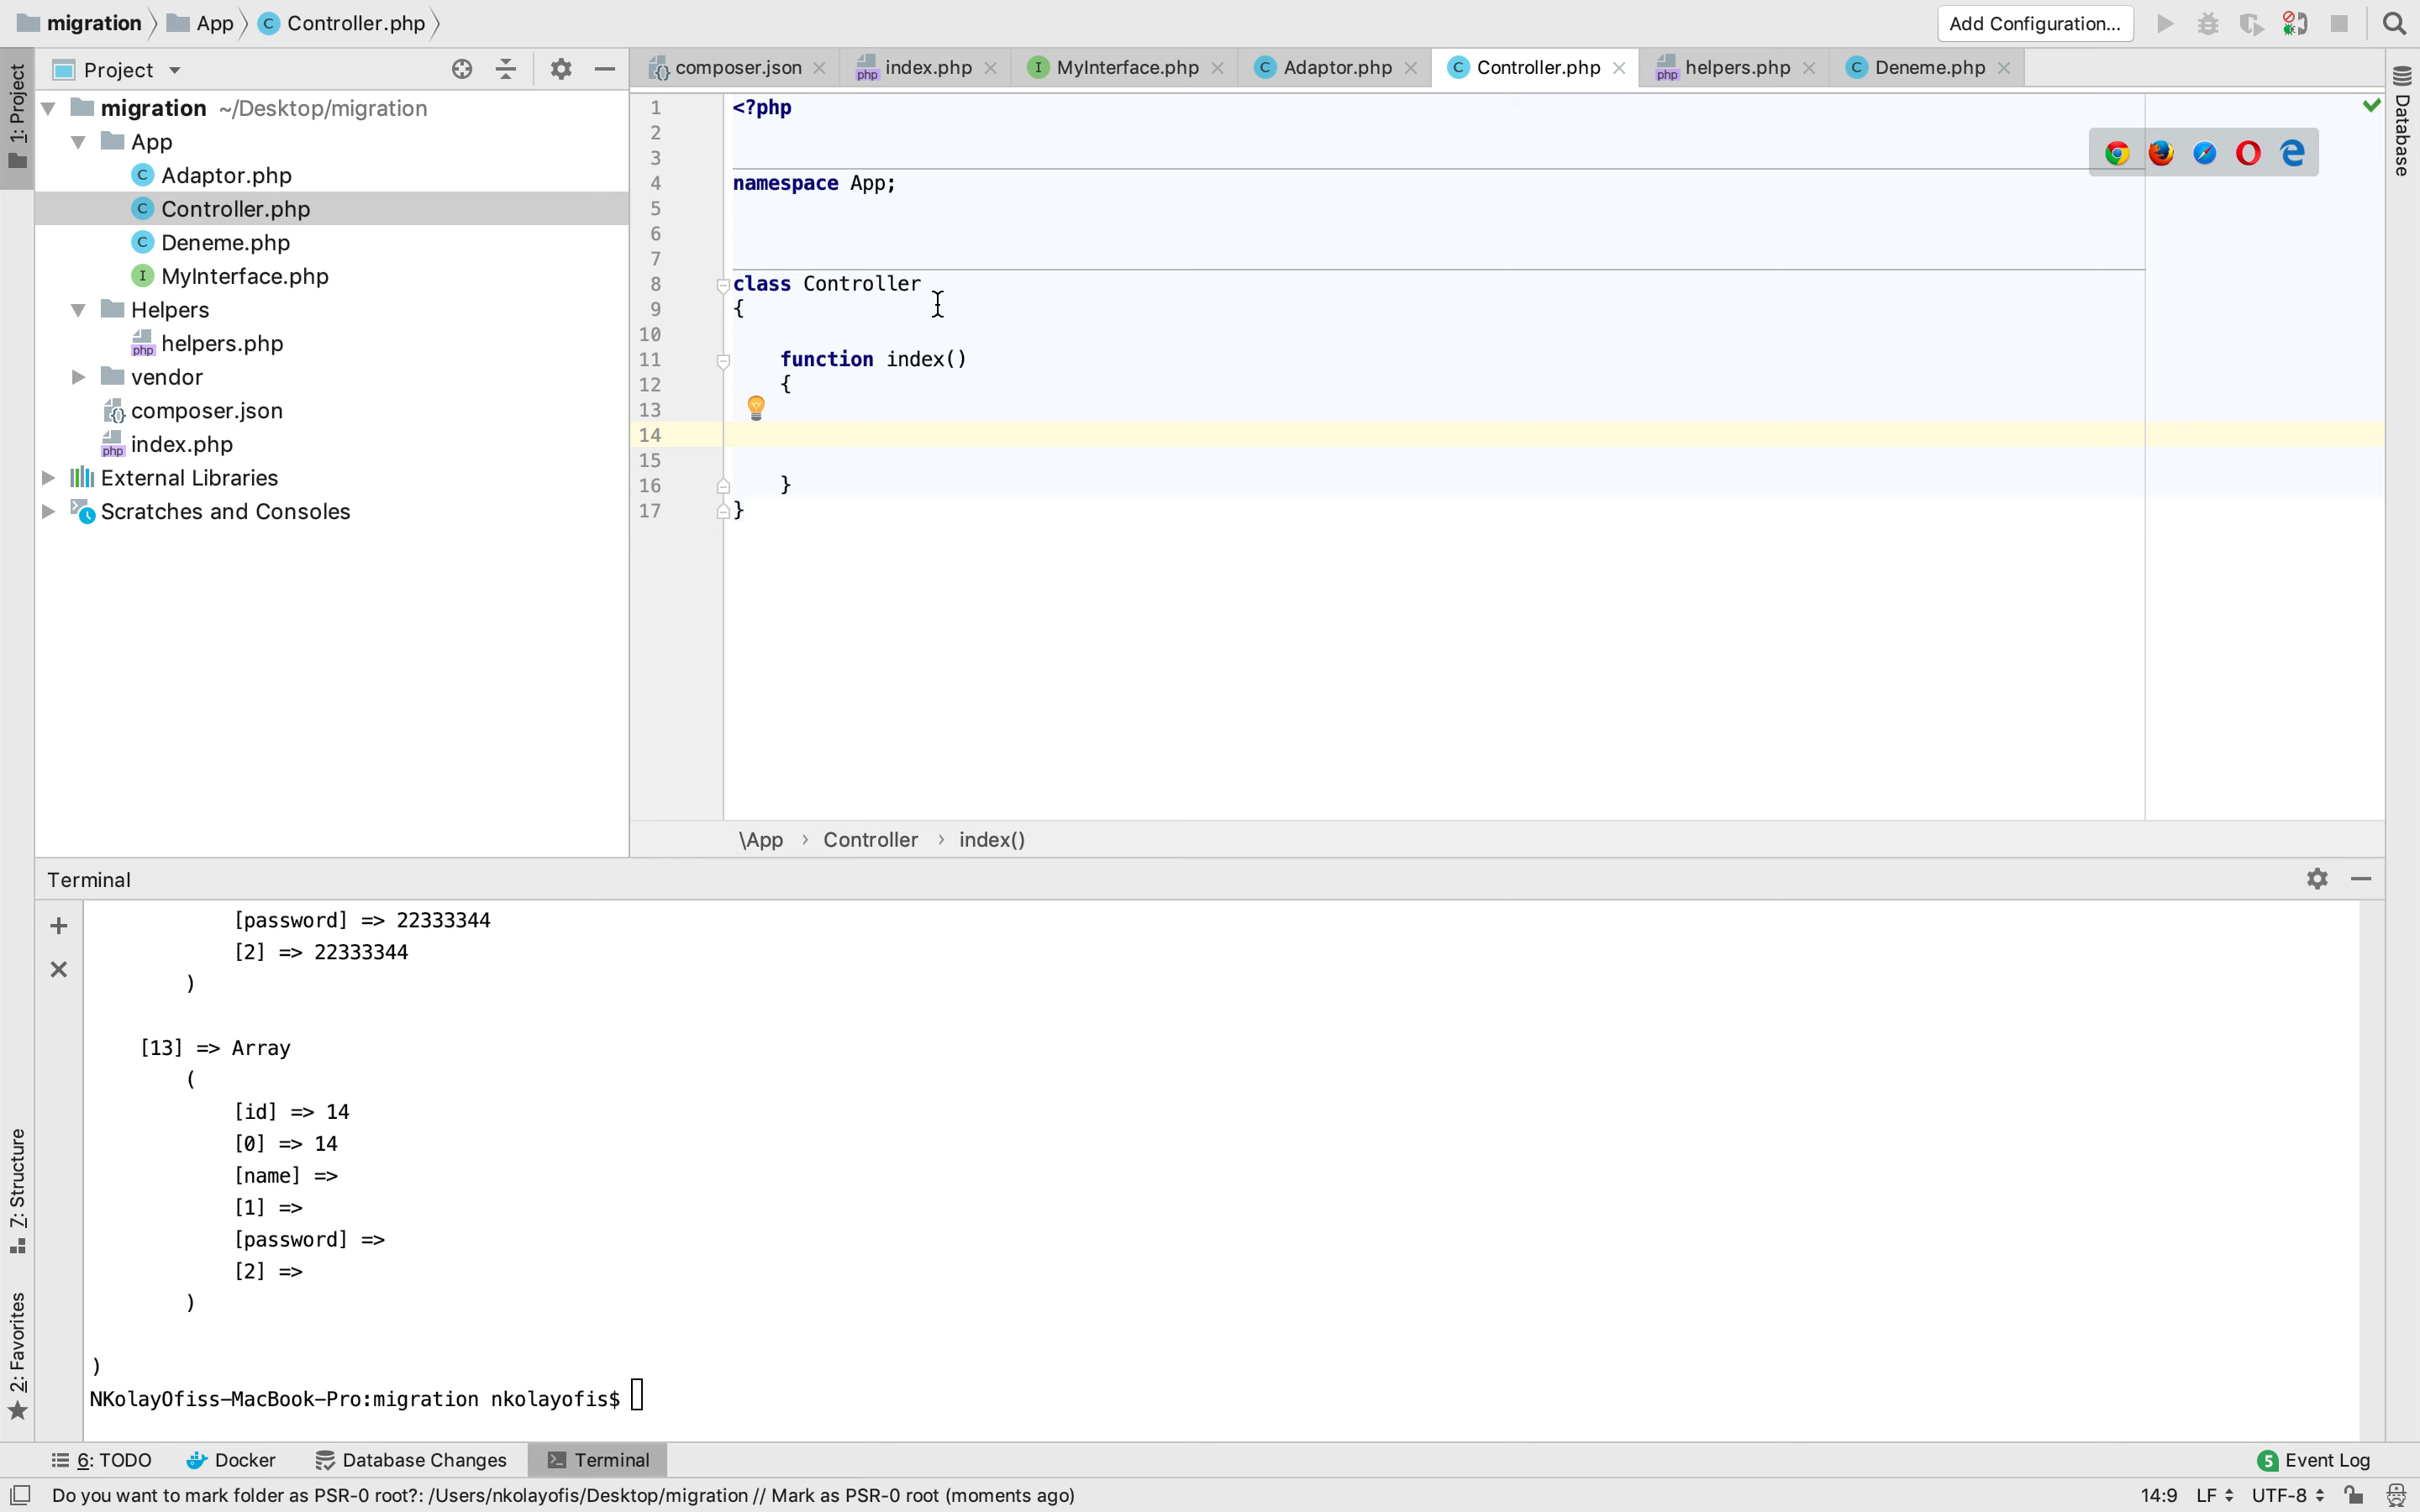 migration App Controller.php Add Configuration...
1: Project
Project
composer.json index.php MyInterface.php Adaptor.php Controller.php helpers.php Deneme.php
Database
migration ~/Desktop/migration
App
Adaptor.php
Controller.php
Deneme.php
MyInterface.php
Helpers
helpers.php
vendor
composer.json
index.php
External Libraries
Scratches and Consoles
1 <?php
2
3
4 namespace App;
5
6
7
8 class Controller
9 {
10
11 function index()
12 {
13
14
15
16 }
17 }
\App › Controller › index()
Terminal
[password] => 22333344
[2] => 22333344
)
[13] => Array
(
[id] => 14
[0] => 14
[name] =>
[1] =>
[password] =>
[2] =>
)
)
NKolayOfiss-MacBook-Pro:migration nkolayofis$
7: Structure
2: Favorites
6: TODO Docker Database Changes Terminal 5 Event Log
Do you want to mark folder as PSR-0 root?: /Users/nkolayofis/Desktop/migration // Mark as PSR-0 root (moments ago) 14:9 LF UTF-8